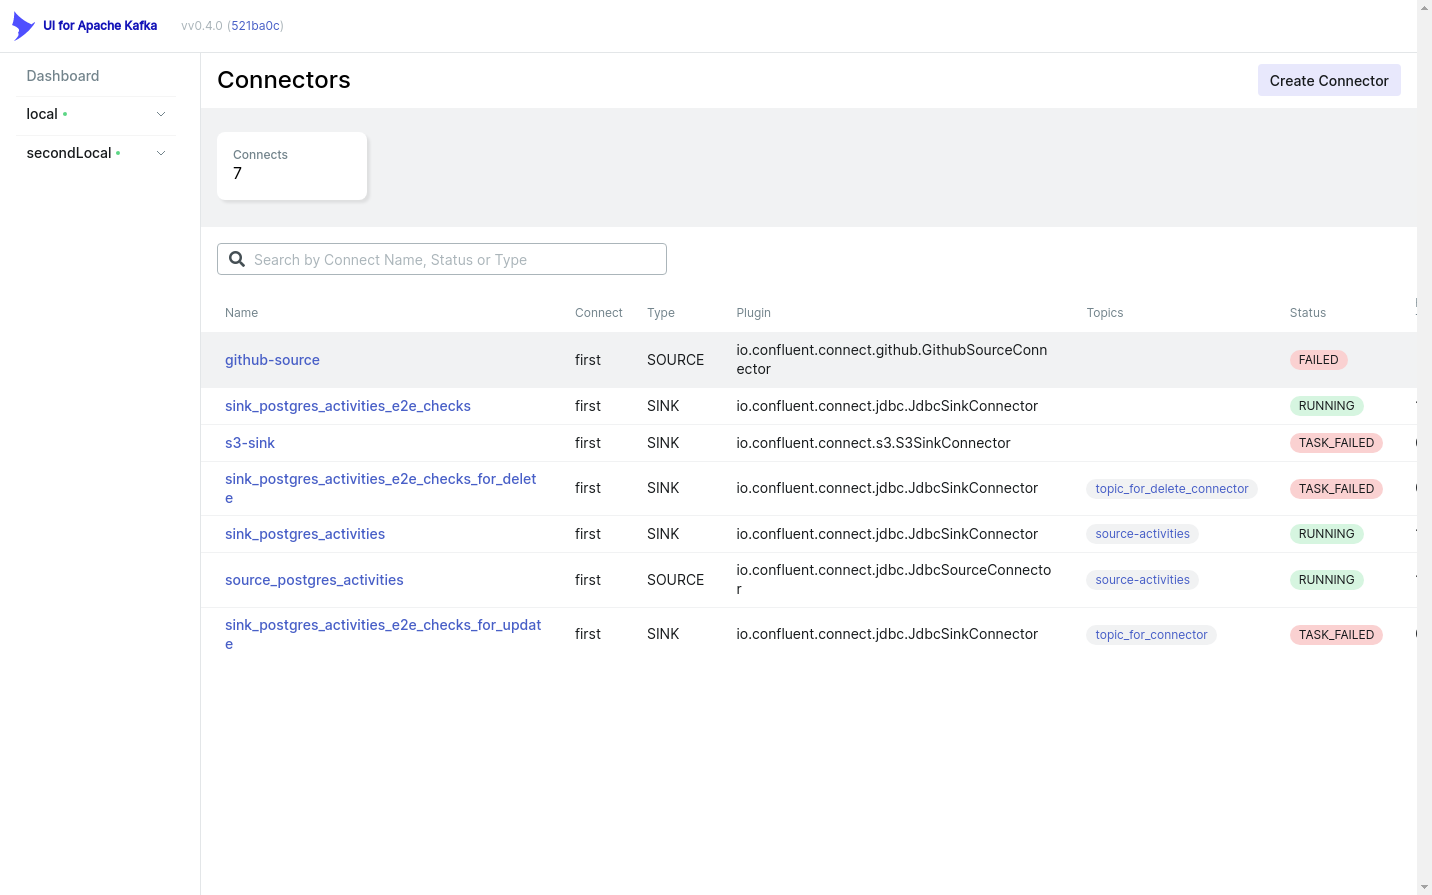 UI for Apache Kafka vv0.4.0 (521ba0c)
Dashboard
local
secondLocal
Connectors
Create Connector
Connects
7
Search by Connect Name, Status or Type
Name Connect Type Plugin Topics Status
github-source first SOURCE io.confluent.connect.github.GithubSourceConn
ector FAILED
sink_postgres_activities_e2e_checks first SINK io.confluent.connect.jdbc.JdbcSinkConnector RUNNING
s3-sink first SINK io.confluent.connect.s3.S3SinkConnector TASK_FAILED
sink_postgres_activities_e2e_checks_for_delet
e first SINK io.confluent.connect.jdbc.JdbcSinkConnector topic_for_delete_connector TASK_FAILED
sink_postgres_activities first SINK io.confluent.connect.jdbc.JdbcSinkConnector source-activities RUNNING
source_postgres_activities first SOURCE io.confluent.connect.jdbc.JdbcSourceConnecto
r source-activities RUNNING
sink_postgres_activities_e2e_checks_for_updat
e first SINK io.confluent.connect.jdbc.JdbcSinkConnector topic_for_connector TASK_FAILED